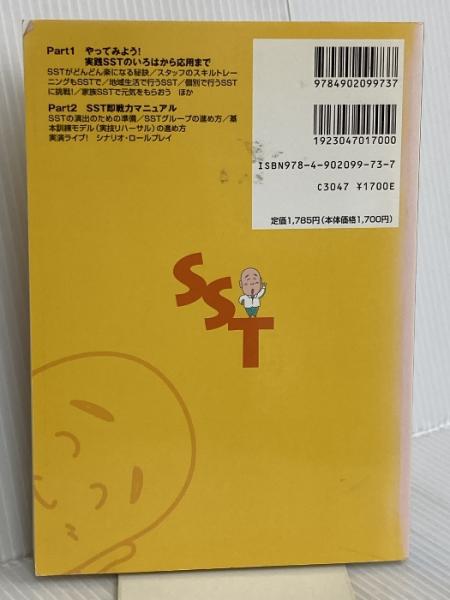 Part1 やってみよう!
実践SSTのいろはから応用まで
SSTがどんどん楽になる秘訣／スタッフのスキルトレー
ニングもSSTで／地域生活で行うSST／個別で行うSST
に挑戦!／家族SSTで元気をもらおう ほか
Part2 SST即戦力マニュアル
SSTの演出のための準備／SSTグループの進め方／基
本訓練モデル(実技リハーサル)の進め方
実演ライブ! シナリオ・ロールプレイ
9784902099737
1923047017000
ISBN978-4-902099-73-7
C3047 ¥1700E
定価1,785円(本体価格1,700円)
SST